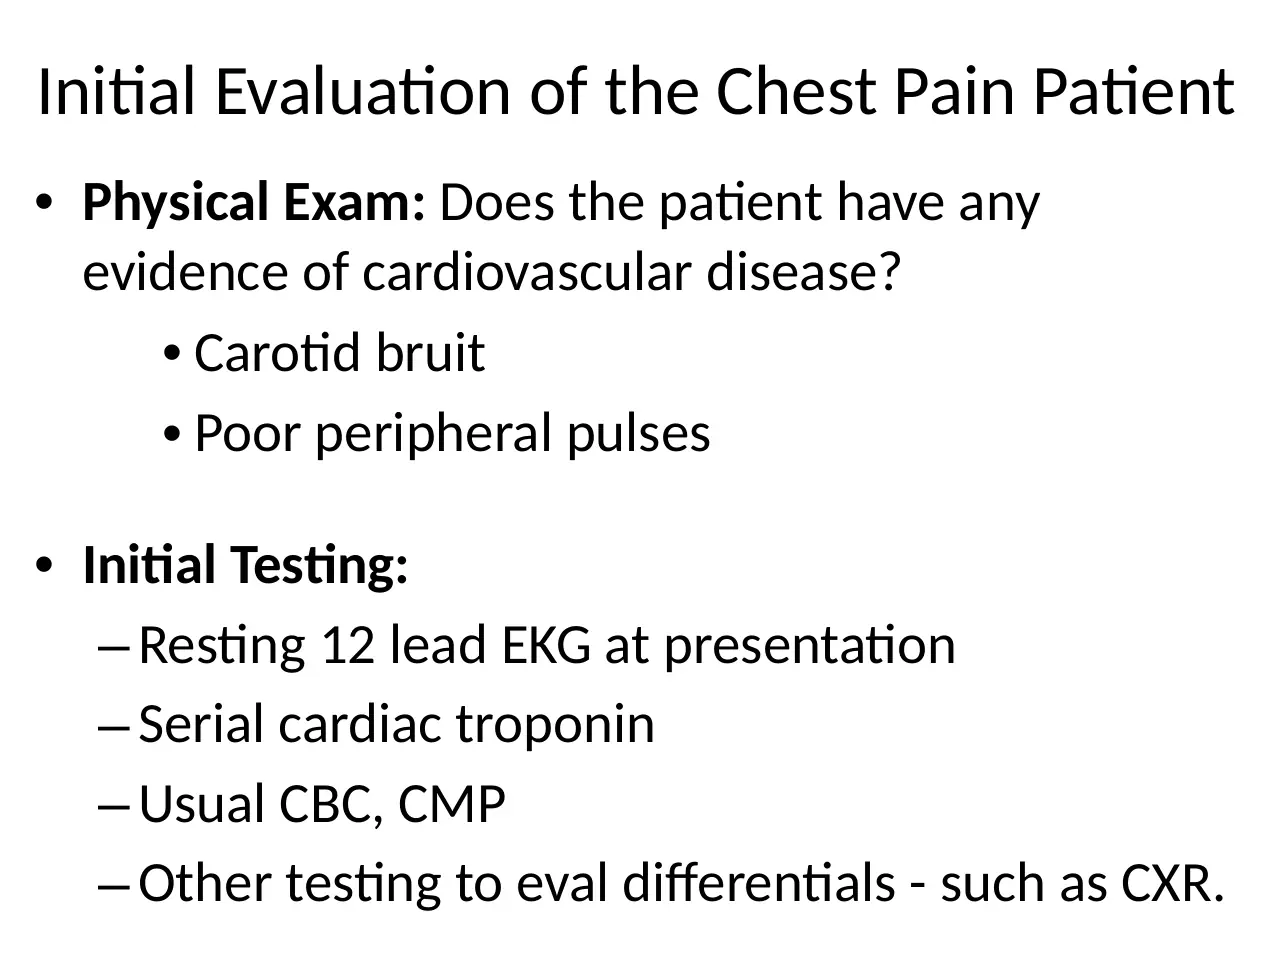 Initial Evaluation of the Chest Pain Patient
• Physical Exam: Does the patient have any
evidence of cardiovascular disease?
• Carotid bruit
• Poor peripheral pulses
• Initial Testing:
– Resting 12 lead EKG at presentation
– Serial cardiac troponin
– Usual CBC, CMP
– Other testing to eval differentials - such as CXR.